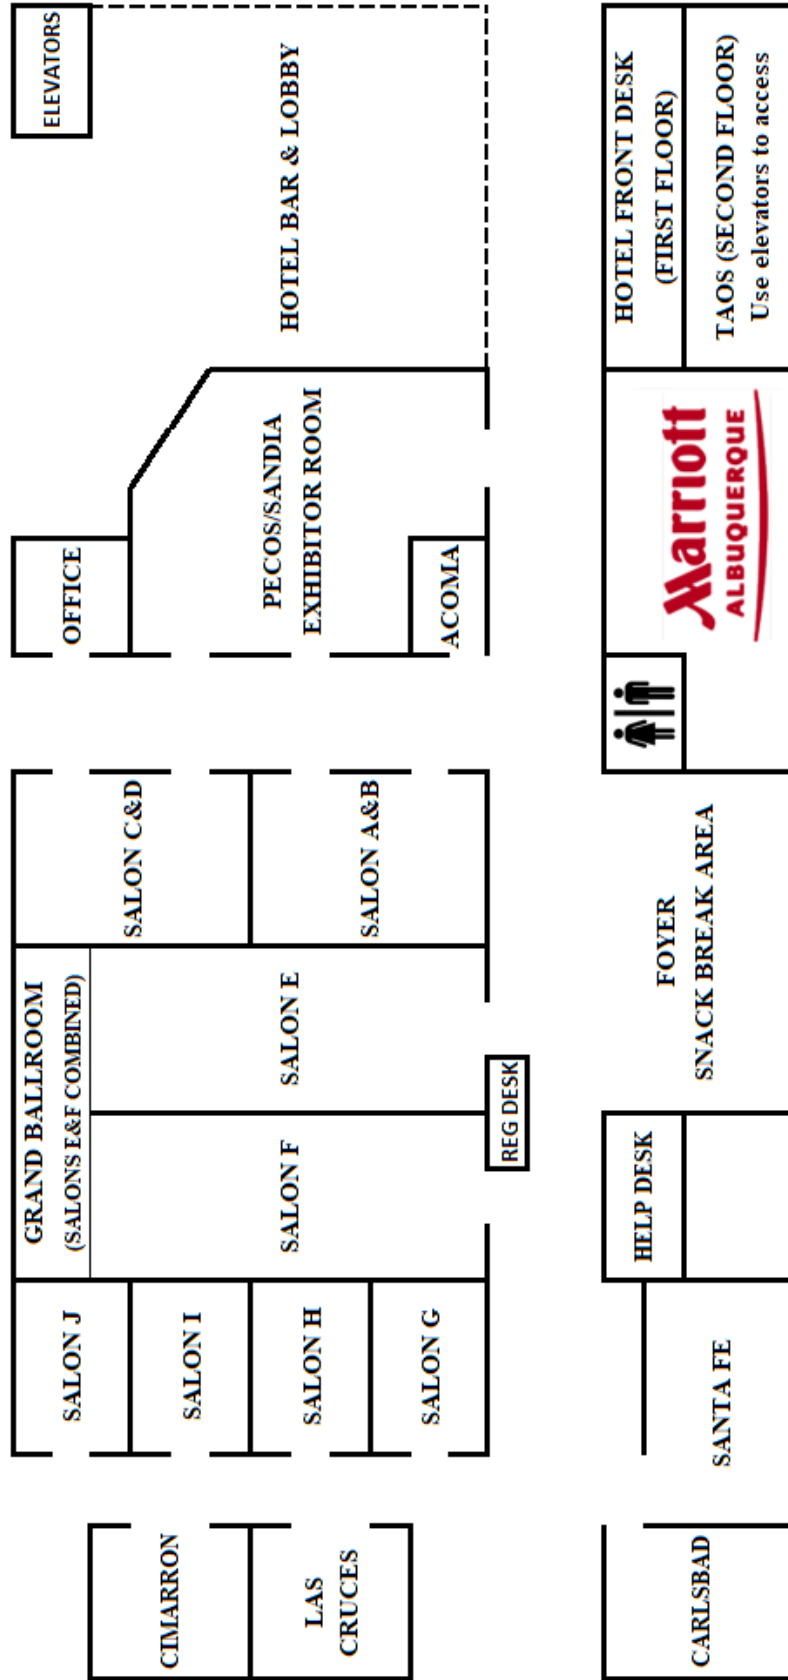 CIMARRON
LAS
CRUCES
CARLSBAD
SALON J
SALON I
SALON H
SALON G
SANTA FE
GRAND BALLROOM
(SALONS E&F COMBINED)
SALON F
SALON E
REG DESK
HELP DESK
SALON C&D
SALON A&B
FOYER
SNACK BREAK AREA
OFFICE
PECOS/SANDIA
EXHIBITOR ROOM
ACOMA
Marriott
ALBUQUERQUE
ELEVATORS
HOTEL BAR & LOBBY
HOTEL FRONT DESK
(FIRST FLOOR)
TAOS (SECOND FLOOR)
Use elevators to access